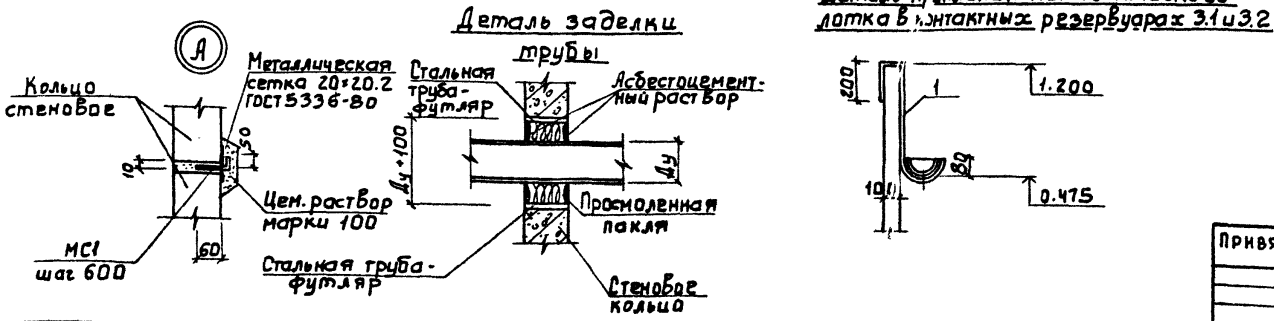 Деталь заделки
трубы
лотка в контактных резервуарах 3.1 и 3.2
А
Кольцо
стеновое
Металлическая
сетка 20×20.2
ГОСТ 5336-80
50
10
Цем. раствор
марки 100
60
МС1
шаг 600
Стальная
труба-
футляр
Асбестоцемент-
ный раствор
Ду+100
Ду
Просмоленная
пакля
Стальная труба-
футляр
Стеновое
кольцо
200
1
1.200
80
100
0.475
Привя